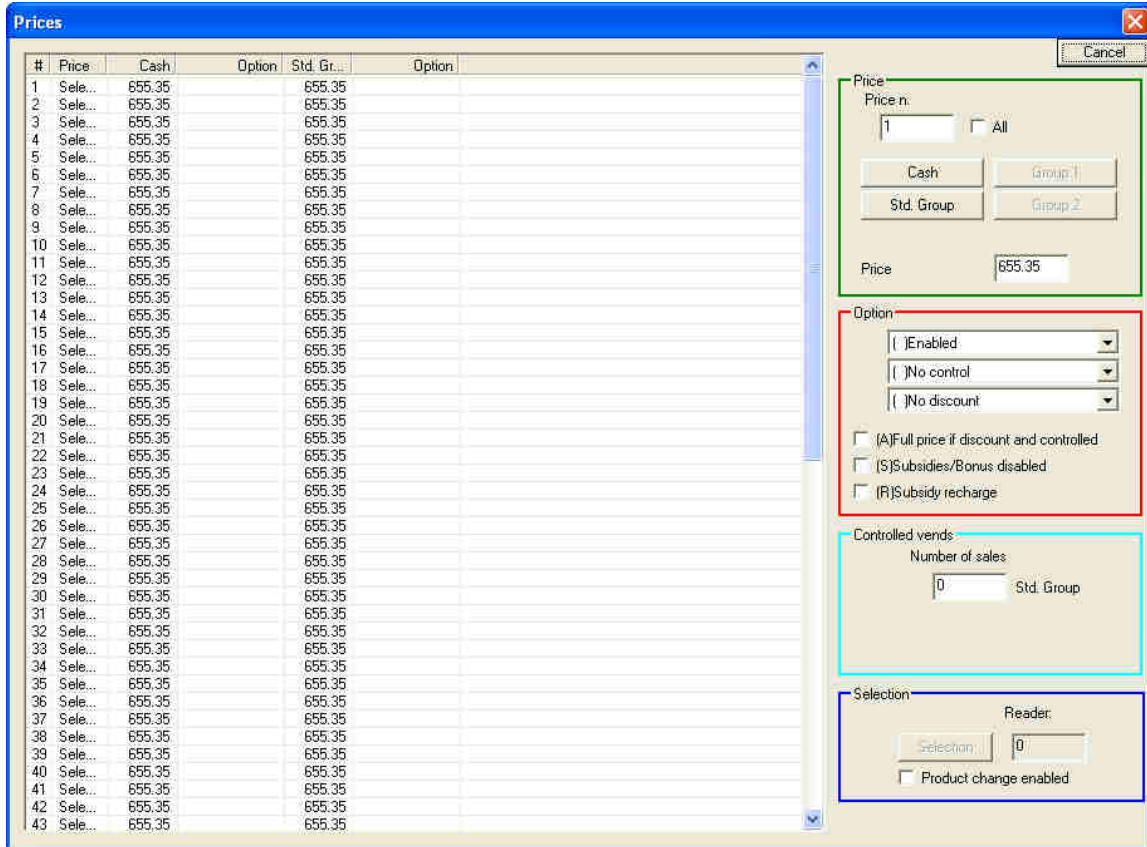 Prices
Cancel
# Price Cash Option Std. Gr... Option
1 Sele... 655.35 655.35
2 Sele... 655.35 655.35
3 Sele... 655.35 655.35
4 Sele... 655.35 655.35
5 Sele... 655.35 655.35
6 Sele... 655.35 655.35
7 Sele... 655.35 655.35
8 Sele... 655.35 655.35
9 Sele... 655.35 655.35
10 Sele... 655.35 655.35
11 Sele... 655.35 655.35
12 Sele... 655.35 655.35
13 Sele... 655.35 655.35
14 Sele... 655.35 655.35
15 Sele... 655.35 655.35
16 Sele... 655.35 655.35
17 Sele... 655.35 655.35
18 Sele... 655.35 655.35
19 Sele... 655.35 655.35
20 Sele... 655.35 655.35
21 Sele... 655.35 655.35
22 Sele... 655.35 655.35
23 Sele... 655.35 655.35
24 Sele... 655.35 655.35
25 Sele... 655.35 655.35
26 Sele... 655.35 655.35
27 Sele... 655.35 655.35
28 Sele... 655.35 655.35
29 Sele... 655.35 655.35
30 Sele... 655.35 655.35
31 Sele... 655.35 655.35
32 Sele... 655.35 655.35
33 Sele... 655.35 655.35
34 Sele... 655.35 655.35
35 Sele... 655.35 655.35
36 Sele... 655.35 655.35
37 Sele... 655.35 655.35
38 Sele... 655.35 655.35
39 Sele... 655.35 655.35
40 Sele... 655.35 655.35
41 Sele... 655.35 655.35
42 Sele... 655.35 655.35
43 Sele... 655.35 655.35
Price
Price n.
1 All
Cash Group 1
Std. Group Group 2
Price 655.35
Option
( )Enabled
( )No control
( )No discount
(A)Full price if discount and controlled
(S)Subsidies/Bonus disabled
(R)Subsidy recharge
Controlled vends
Number of sales
0 Std. Group
Selection
Reader:
Selection 0
Product change enabled